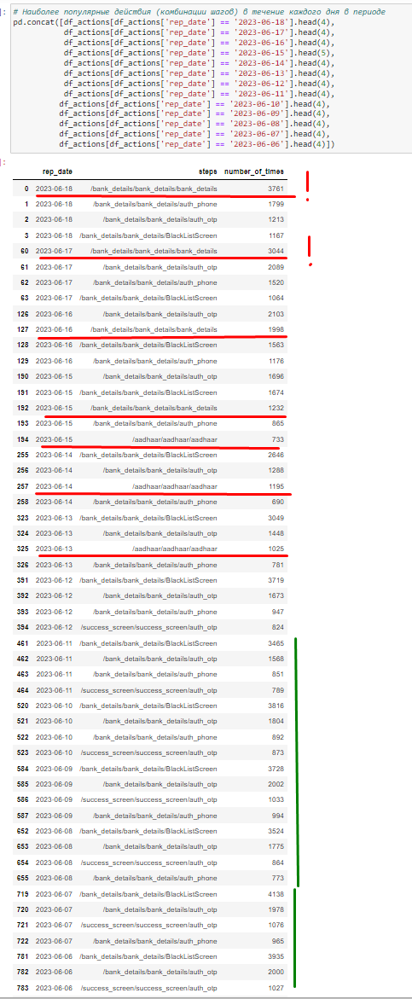 ]:
# Наиболее популярные действия (комбинации шагов) в течение каждого дня в периоде
pd.concat([df_actions[df_actions['rep_date'] == '2023-06-18'].head(4),
df_actions[df_actions['rep_date'] == '2023-06-17'].head(4),
df_actions[df_actions['rep_date'] == '2023-06-16'].head(4),
df_actions[df_actions['rep_date'] == '2023-06-15'].head(5),
df_actions[df_actions['rep_date'] == '2023-06-14'].head(4),
df_actions[df_actions['rep_date'] == '2023-06-13'].head(4),
df_actions[df_actions['rep_date'] == '2023-06-12'].head(4),
df_actions[df_actions['rep_date'] == '2023-06-11'].head(4),
df_actions[df_actions['rep_date'] == '2023-06-10'].head(4),
df_actions[df_actions['rep_date'] == '2023-06-09'].head(4),
df_actions[df_actions['rep_date'] == '2023-06-08'].head(4),
df_actions[df_actions['rep_date'] == '2023-06-07'].head(4),
df_actions[df_actions['rep_date'] == '2023-06-06'].head(4)])
]:
rep_date steps number_of_times
0 2023-06-18 /bank_details/bank_details/bank_details 3761 !
1 2023-06-18 /bank_details/bank_details/auth_phone 1799
2 2023-06-18 /bank_details/bank_details/auth_otp 1213
3 2023-06-18 /bank_details/bank_details/BlackListScreen 1167
60 2023-06-17 /bank_details/bank_details/bank_details 3044 !
61 2023-06-17 /bank_details/bank_details/auth_otp 2089
62 2023-06-17 /bank_details/bank_details/auth_phone 1520
63 2023-06-17 /bank_details/bank_details/BlackListScreen 1064
126 2023-06-16 /bank_details/bank_details/auth_otp 2103
127 2023-06-16 /bank_details/bank_details/bank_details 1998
128 2023-06-16 /bank_details/bank_details/BlackListScreen 1563
129 2023-06-16 /bank_details/bank_details/auth_phone 1176
190 2023-06-15 /bank_details/bank_details/auth_otp 1696
191 2023-06-15 /bank_details/bank_details/BlackListScreen 1674
192 2023-06-15 /bank_details/bank_details/bank_details 1232
193 2023-06-15 /bank_details/bank_details/auth_phone 865
194 2023-06-15 /aadhaar/aadhaar/aadhaar 733
255 2023-06-14 /bank_details/bank_details/BlackListScreen 2646
256 2023-06-14 /bank_details/bank_details/auth_otp 1288
257 2023-06-14 /aadhaar/aadhaar/aadhaar 1195
258 2023-06-14 /bank_details/bank_details/auth_phone 690
323 2023-06-13 /bank_details/bank_details/BlackListScreen 3049
324 2023-06-13 /bank_details/bank_details/auth_otp 1448
325 2023-06-13 /aadhaar/aadhaar/aadhaar 1025
326 2023-06-13 /bank_details/bank_details/auth_phone 781
391 2023-06-12 /bank_details/bank_details/BlackListScreen 3719
392 2023-06-12 /bank_details/bank_details/auth_otp 1673
393 2023-06-12 /bank_details/bank_details/auth_phone 947
394 2023-06-12 /success_screen/success_screen/auth_otp 824
461 2023-06-11 /bank_details/bank_details/BlackListScreen 3465
462 2023-06-11 /bank_details/bank_details/auth_otp 1568
463 2023-06-11 /bank_details/bank_details/auth_phone 851
464 2023-06-11 /success_screen/success_screen/auth_otp 789
520 2023-06-10 /bank_details/bank_details/BlackListScreen 3816
521 2023-06-10 /bank_details/bank_details/auth_otp 1804
522 2023-06-10 /bank_details/bank_details/auth_phone 892
523 2023-06-10 /success_screen/success_screen/auth_otp 873
584 2023-06-09 /bank_details/bank_details/BlackListScreen 3728
585 2023-06-09 /bank_details/bank_details/auth_otp 2002
586 2023-06-09 /success_screen/success_screen/auth_otp 1033
587 2023-06-09 /bank_details/bank_details/auth_phone 994
652 2023-06-08 /bank_details/bank_details/BlackListScreen 3524
653 2023-06-08 /bank_details/bank_details/auth_otp 1775
654 2023-06-08 /success_screen/success_screen/auth_otp 864
655 2023-06-08 /bank_details/bank_details/auth_phone 773
719 2023-06-07 /bank_details/bank_details/BlackListScreen 4138
720 2023-06-07 /bank_details/bank_details/auth_otp 1978
721 2023-06-07 /success_screen/success_screen/auth_otp 1076
722 2023-06-07 /bank_details/bank_details/auth_phone 965
781 2023-06-06 /bank_details/bank_details/BlackListScreen 3935
782 2023-06-06 /bank_details/bank_details/auth_otp 2000
783 2023-06-06 /success_screen/success_screen/auth_otp 1027